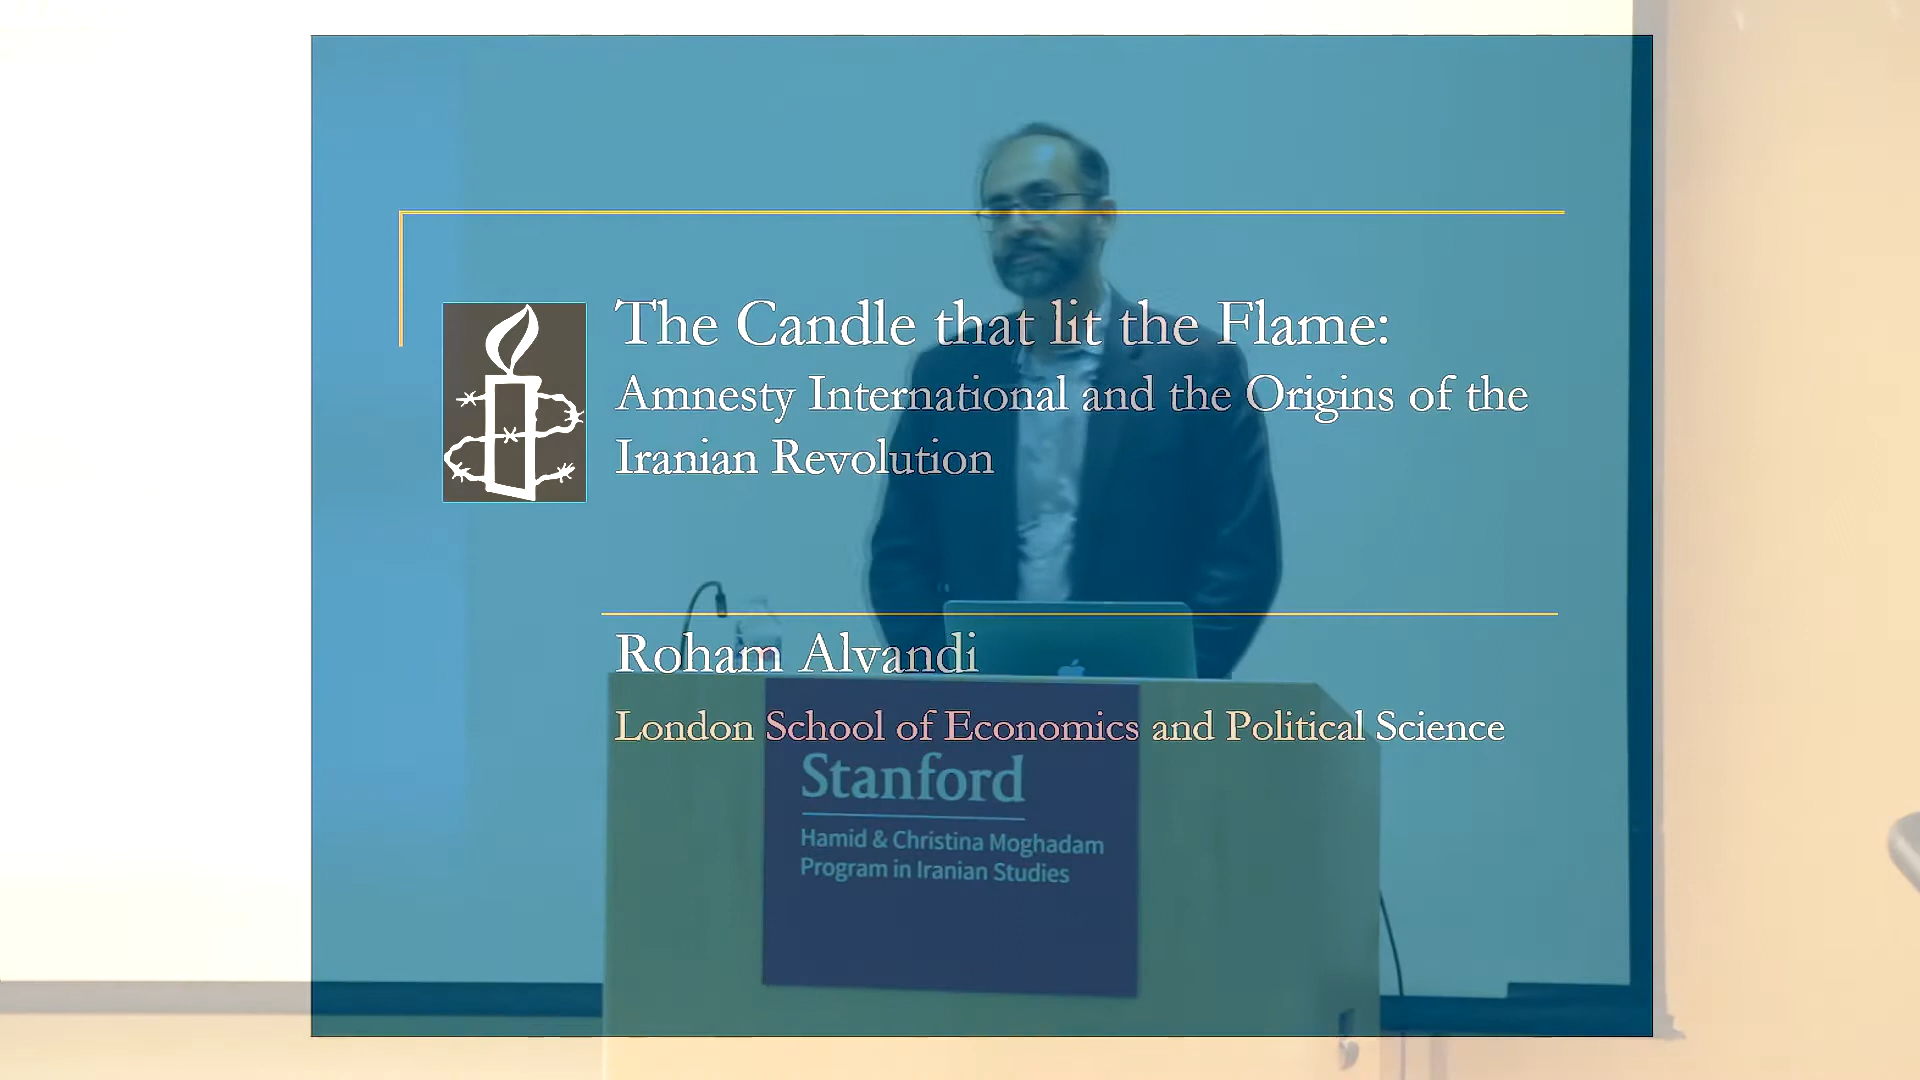 The Candle that lit the Flame:
Amnesty International and the Origins of the
Iranian Revolution
Roham Alvandi
London School of Economics and Political Science
Stanford
Hamid & Christina Moghadam
Program in Iranian Studies